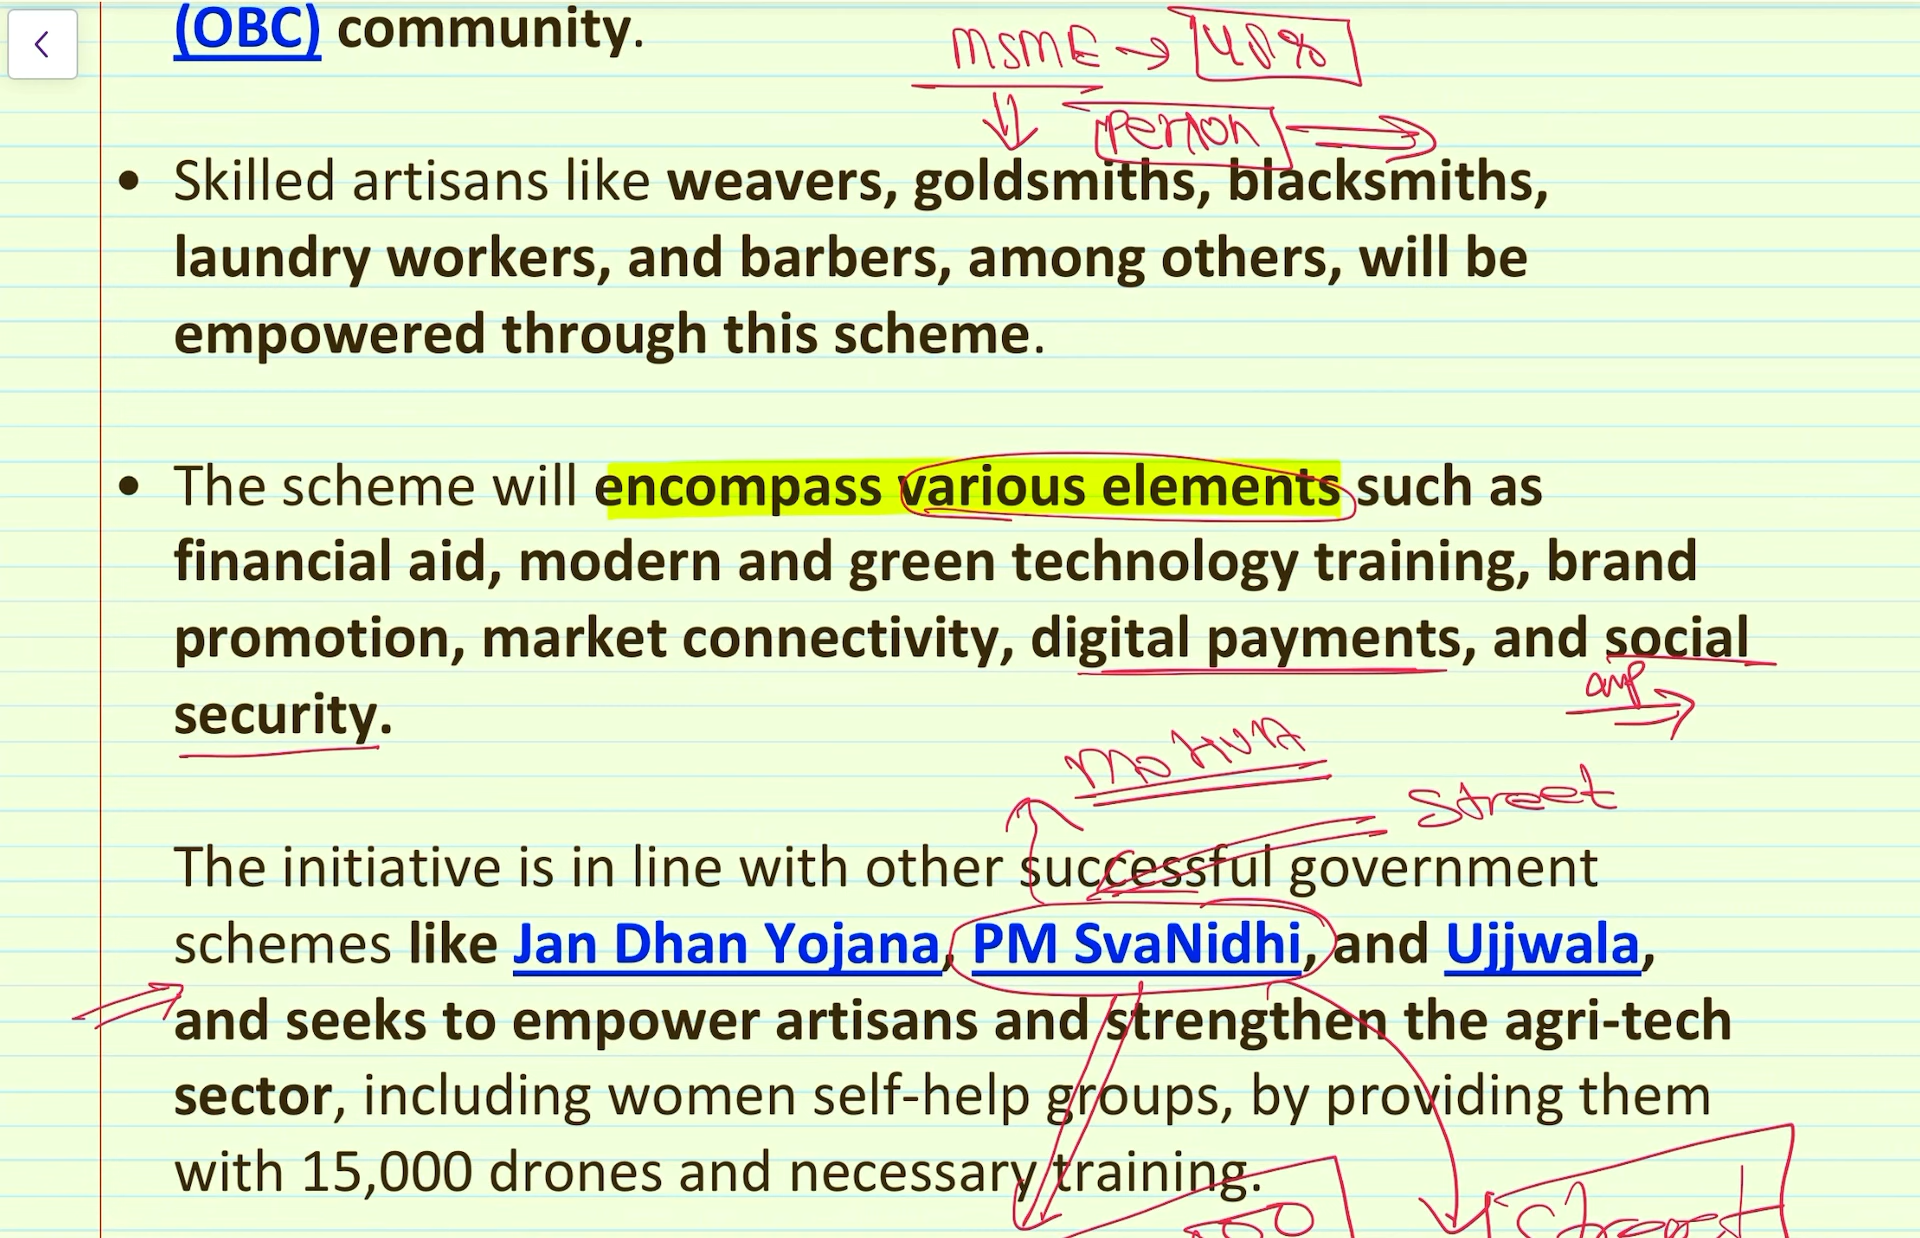 (OBC) community.
MSME → 40%
Person
• Skilled artisans like weavers, goldsmiths, blacksmiths,
laundry workers, and barbers, among others, will be
empowered through this scheme.
• The scheme will encompass various elements such as
financial aid, modern and green technology training, brand
promotion, market connectivity, digital payments, and social
security.
Street
The initiative is in line with other successful government
schemes like Jan Dhan Yojana, PM SvaNidhi, and Ujjwala,
and seeks to empower artisans and strengthen the agri-tech
sector, including women self-help groups, by providing them
with 15,000 drones and necessary training.
Street